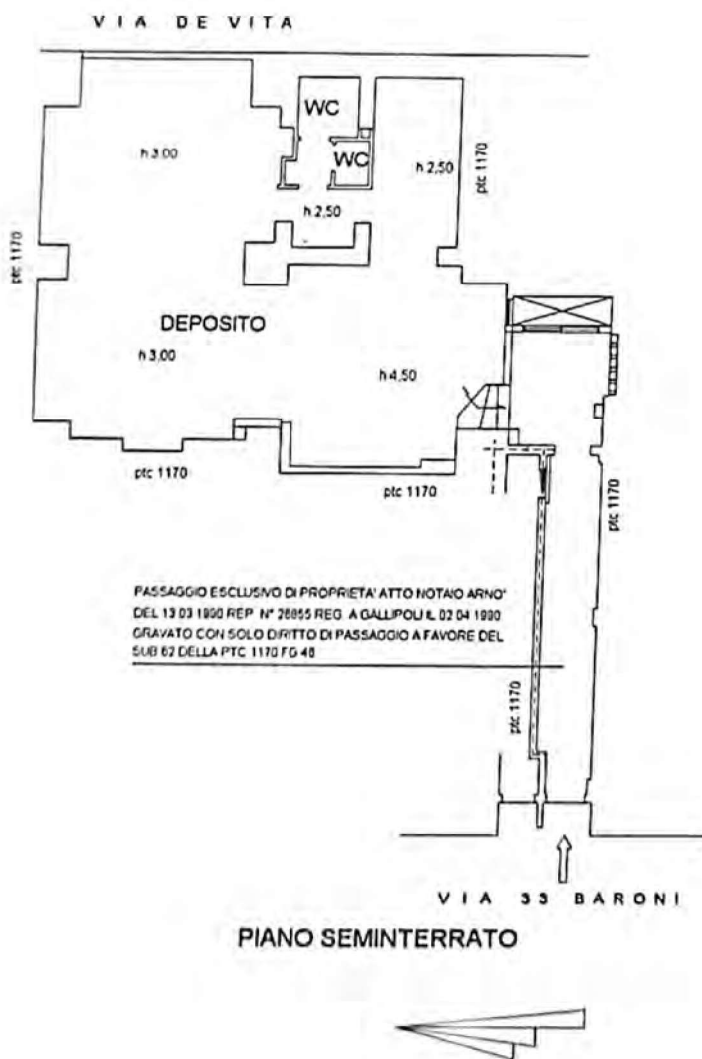 VIA DE VITA
WC
h 3,00
WC
h 2,50
ptc 1170
h 2,50
ptc 1170
DEPOSITO
h 3,00
h 4,50
ptc 1170
ptc 1170
ptc 1170
PASSAGGIO ESCLUSIVO DI PROPRIETA' ATTO NOTAIO ARNO'
DEL 13 03 1990 REP. N° 26855 REG. A GALLIPOLI IL 02 04 1990
GRAVATO CON SOLO DIRITTO DI PASSAGGIO A FAVORE DEL
SUB 62 DELLA PTC 1170 FG 46
ptc 1170
VIA 33 BARONI
PIANO SEMINTERRATO